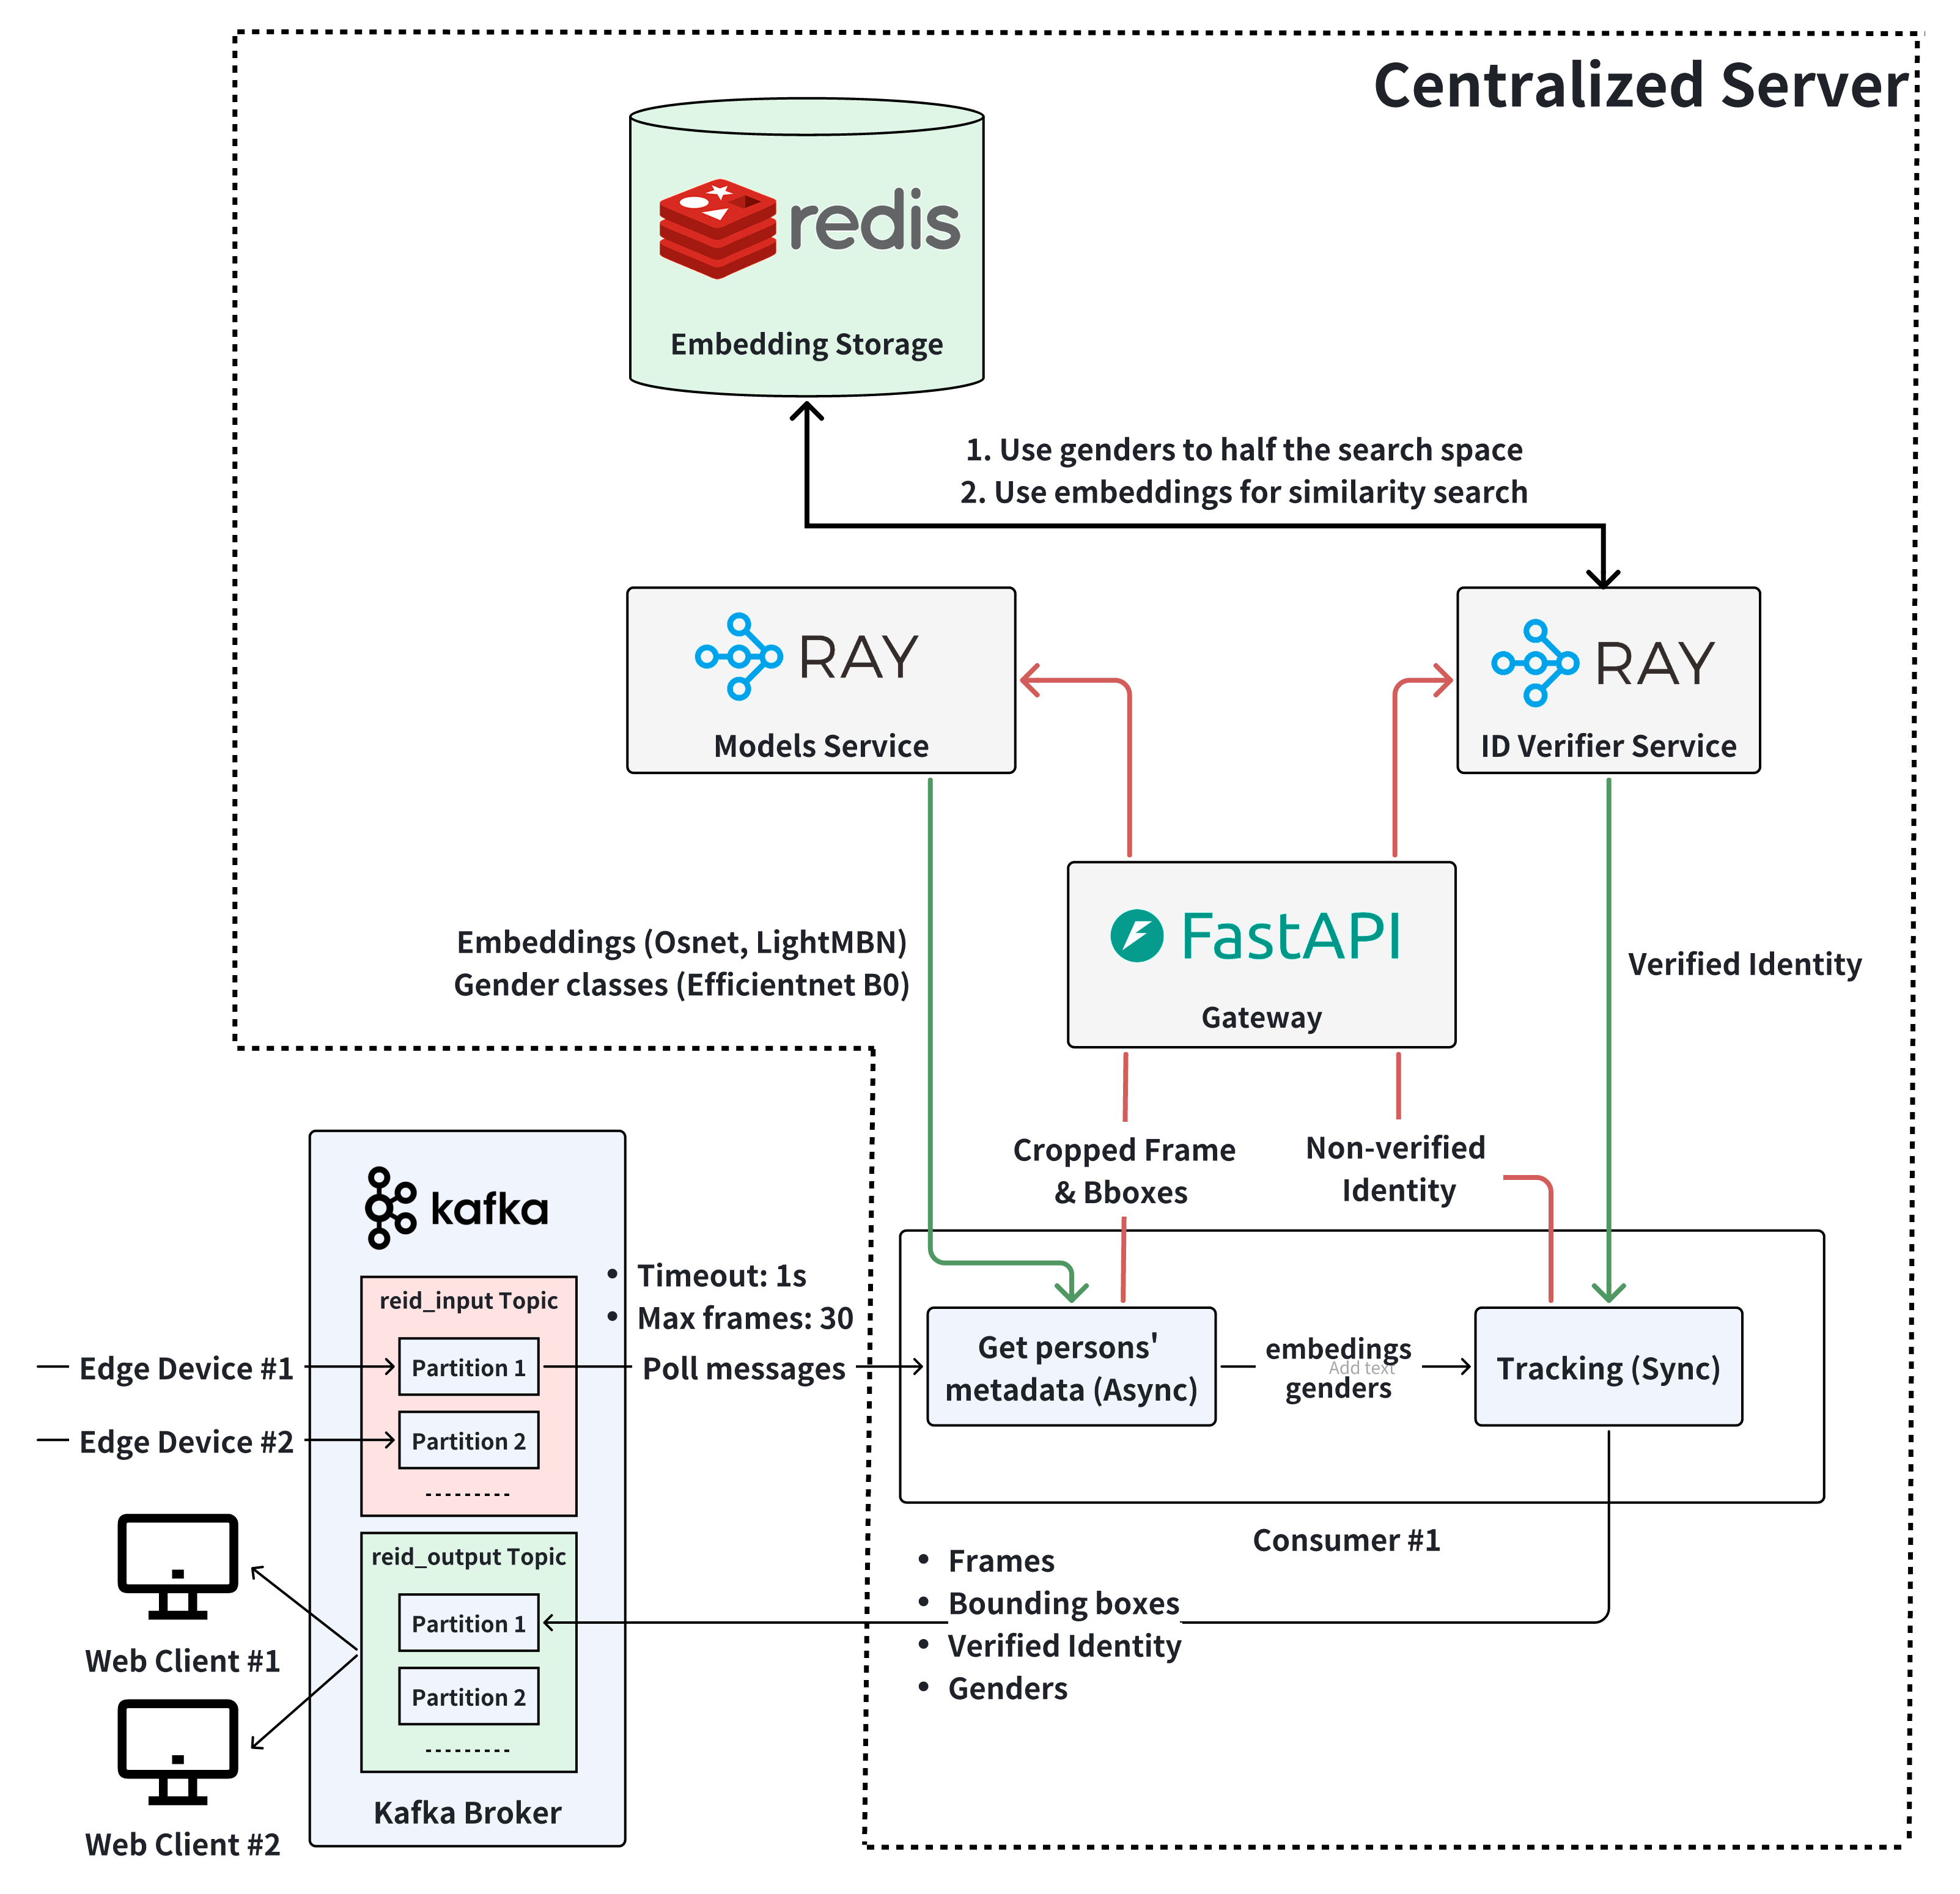 Centralized Server
redis
Embedding Storage
1. Use genders to half the search space
2. Use embeddings for similarity search
RAY
Models Service
RAY
ID Verifier Service
FastAPI
Gateway
Embeddings (Osnet, LightMBN)
Gender classes (Efficientnet B0)
Verified Identity
Cropped Frame
& Bboxes
Non-verified
Identity
kafka
reid_input Topic
• Timeout: 1s
• Max frames: 30
Edge Device #1
Partition 1
Poll messages
Get persons'
metadata (Async)
embedings
Add text
genders
Tracking (Sync)
Edge Device #2
Partition 2
---------
Consumer #1
reid_output Topic
Partition 1
Partition 2
---------
• Frames
• Bounding boxes
• Verified Identity
• Genders
Web Client #1
Web Client #2
Kafka Broker